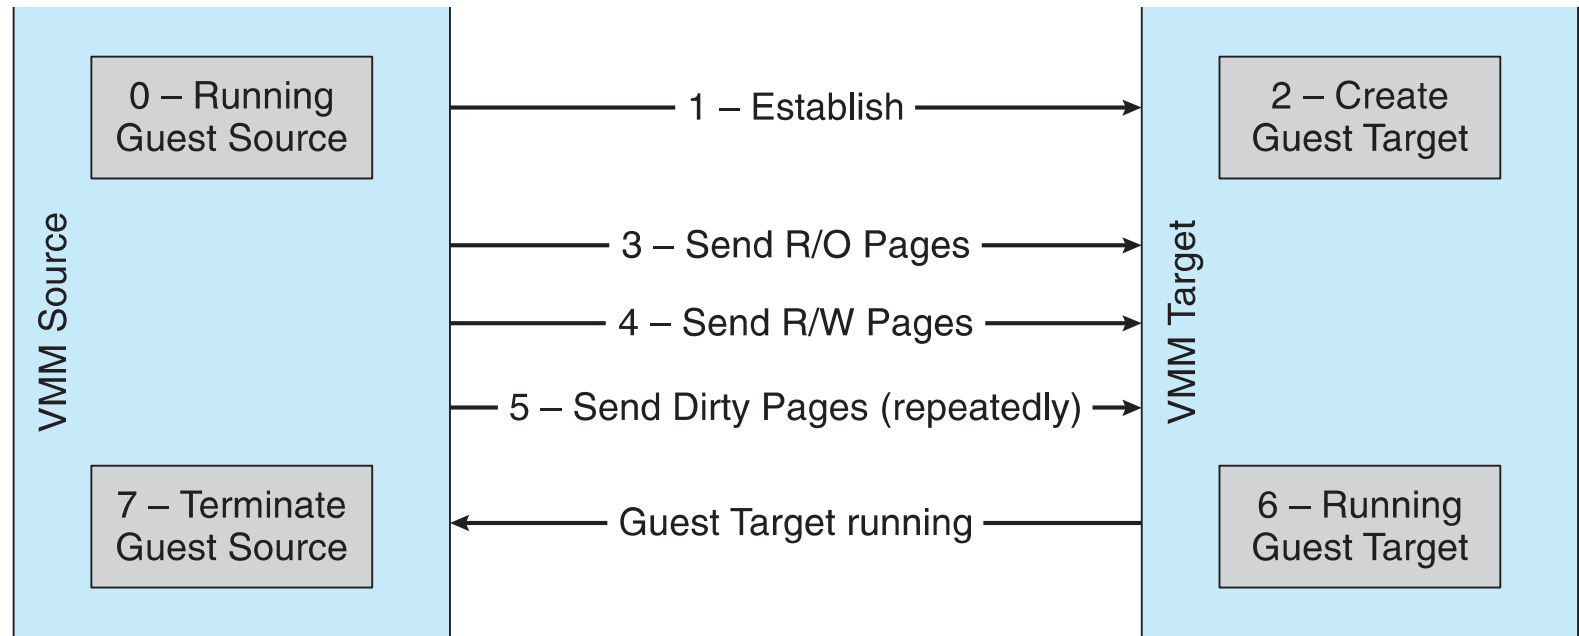 VMM Source
0 – Running
Guest Source
1 – Establish
2 – Create
Guest Target
3 – Send R/O Pages
4 – Send R/W Pages
5 – Send Dirty Pages (repeatedly)
VMM Target
7 – Terminate
Guest Source
Guest Target running
6 – Running
Guest Target